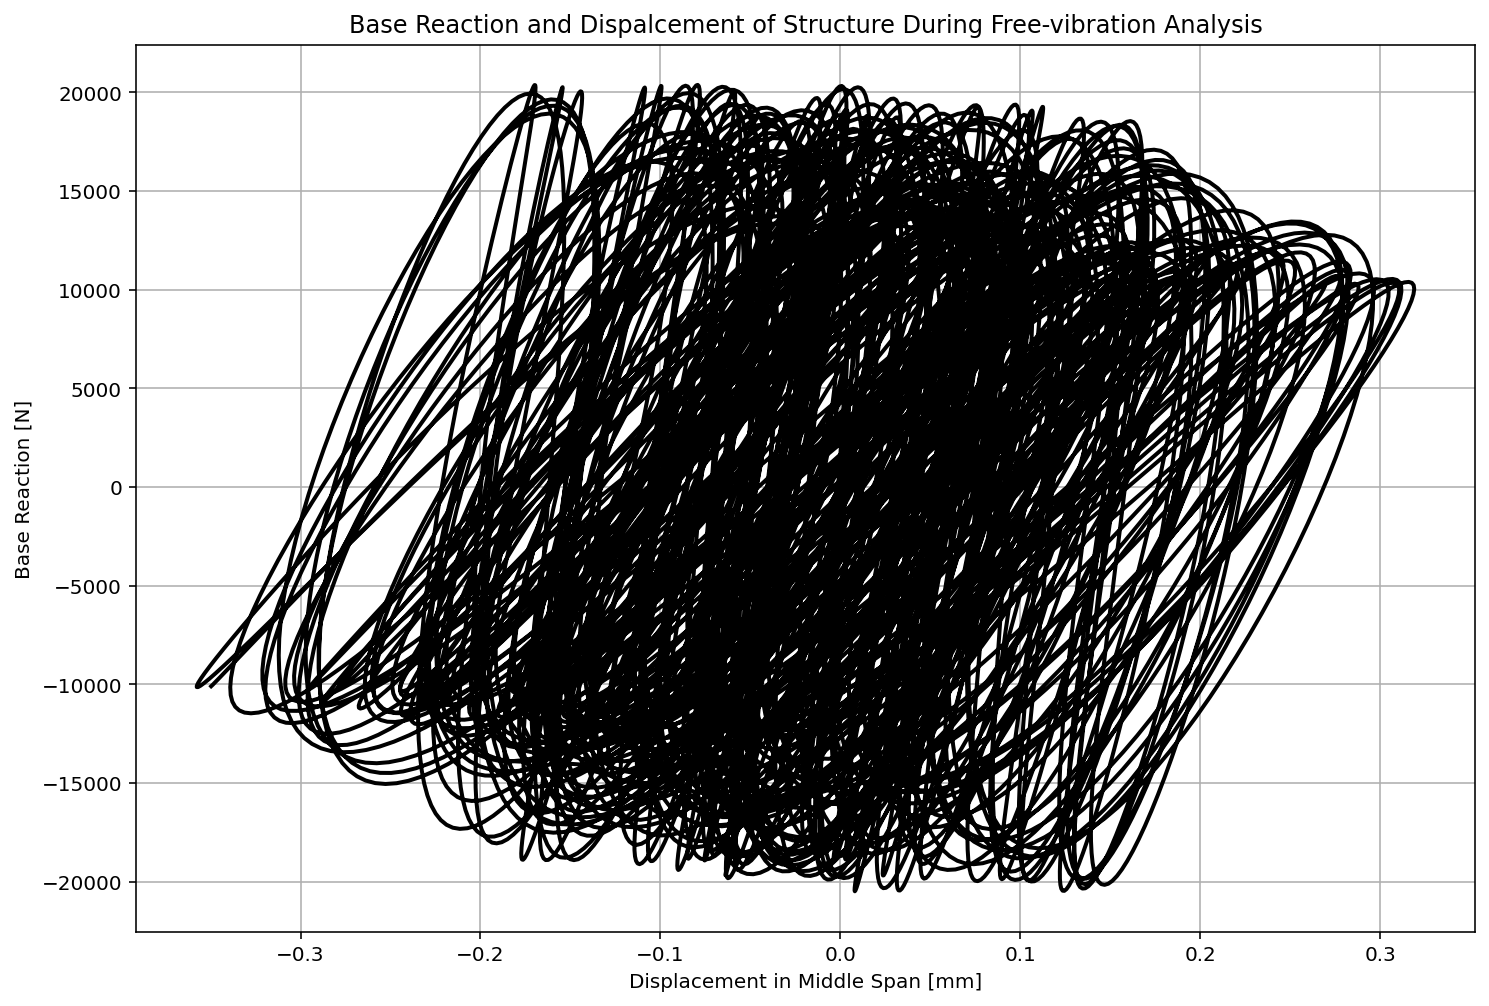 Base Reaction and Dispalcement of Structure During Free-vibration Analysis
20000
15000
10000
5000
0
−5000
−10000
−15000
−20000
Base Reaction [N]
−0.3 −0.2 −0.1 0.0 0.1 0.2 0.3
Displacement in Middle Span [mm]